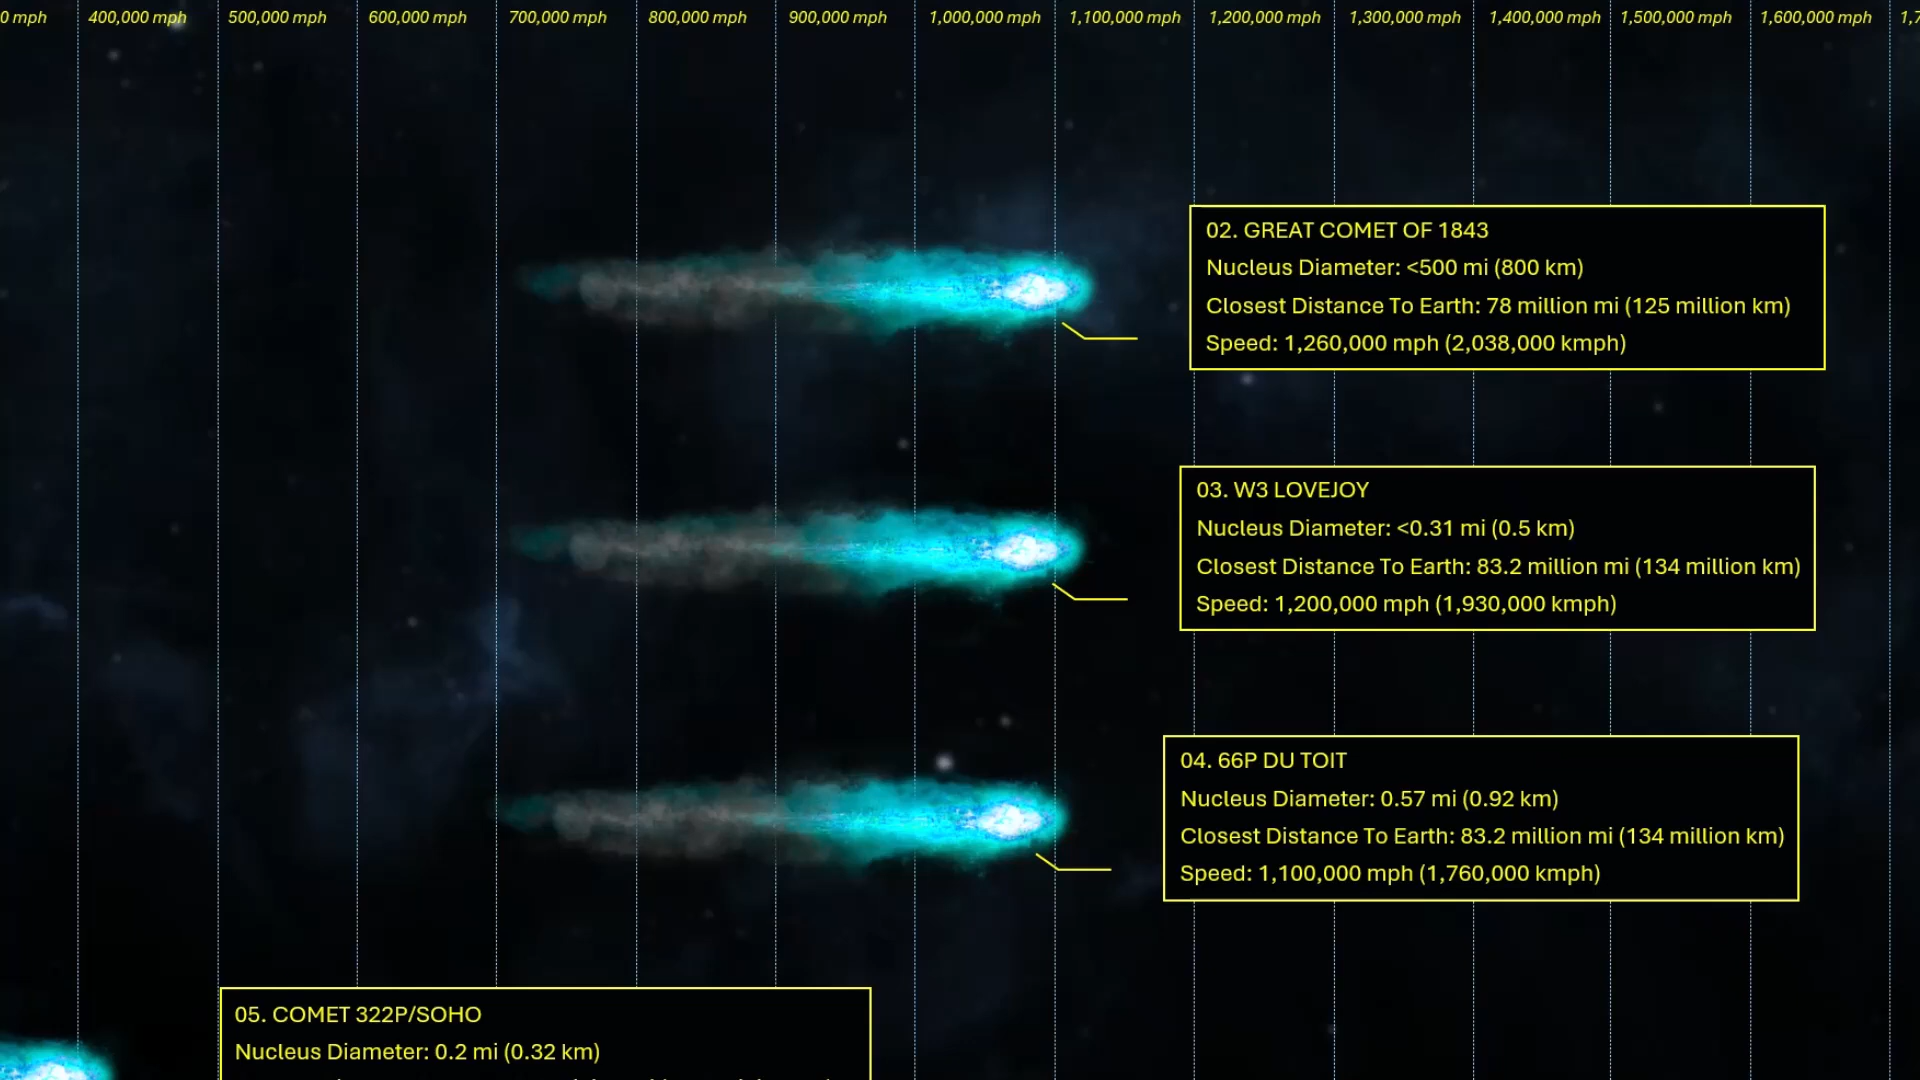 0 mph 400,000 mph 500,000 mph 600,000 mph 700,000 mph 800,000 mph 900,000 mph 1,000,000 mph 1,100,000 mph 1,200,000 mph 1,300,000 mph 1,400,000 mph 1,500,000 mph 1,600,000 mph 1,7
02. GREAT COMET OF 1843
Nucleus Diameter: <500 mi (800 km)
Closest Distance To Earth: 78 million mi (125 million km)
Speed: 1,260,000 mph (2,038,000 kmph)
03. W3 LOVEJOY
Nucleus Diameter: <0.31 mi (0.5 km)
Closest Distance To Earth: 83.2 million mi (134 million km)
Speed: 1,200,000 mph (1,930,000 kmph)
04. 66P DU TOIT
Nucleus Diameter: 0.57 mi (0.92 km)
Closest Distance To Earth: 83.2 million mi (134 million km)
Speed: 1,100,000 mph (1,760,000 kmph)
05. COMET 322P/SOHO
Nucleus Diameter: 0.2 mi (0.32 km)